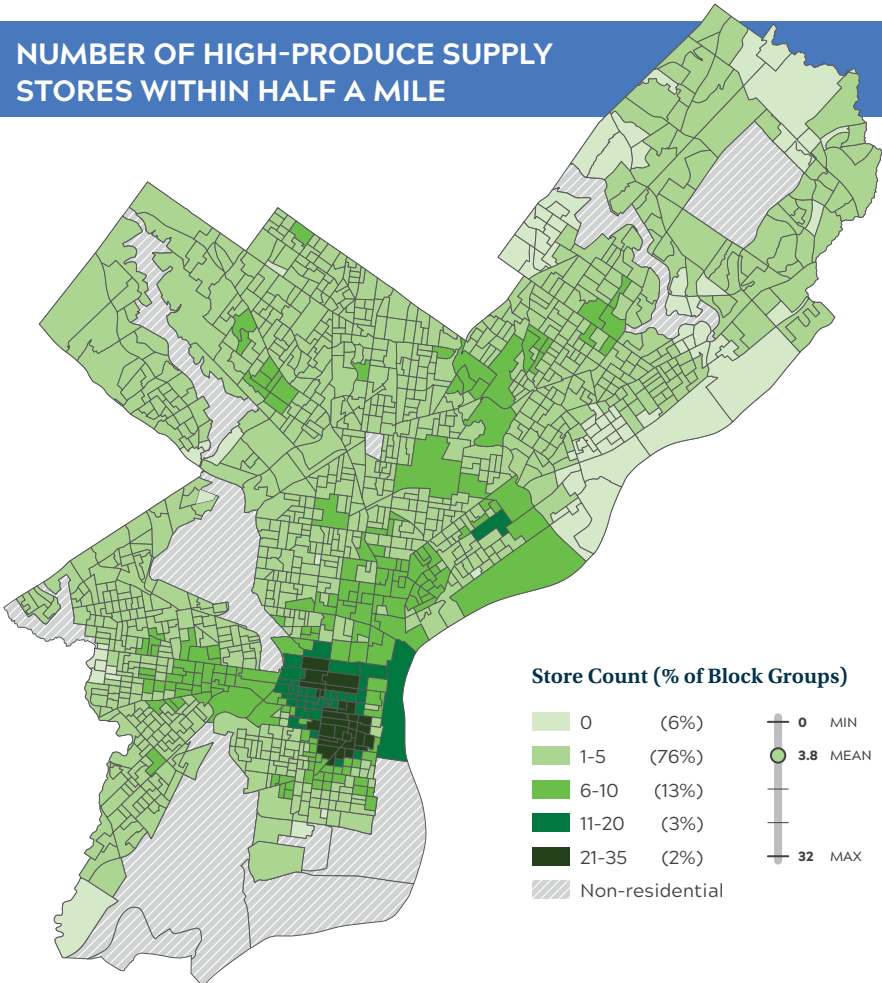 NUMBER OF HIGH-PRODUCE SUPPLY
STORES WITHIN HALF A MILE
Store Count (% of Block Groups)
0 (6%)
1-5 (76%)
6-10 (13%)
11-20 (3%)
21-35 (2%)
Non-residential
0 MIN
3.8 MEAN
32 MAX